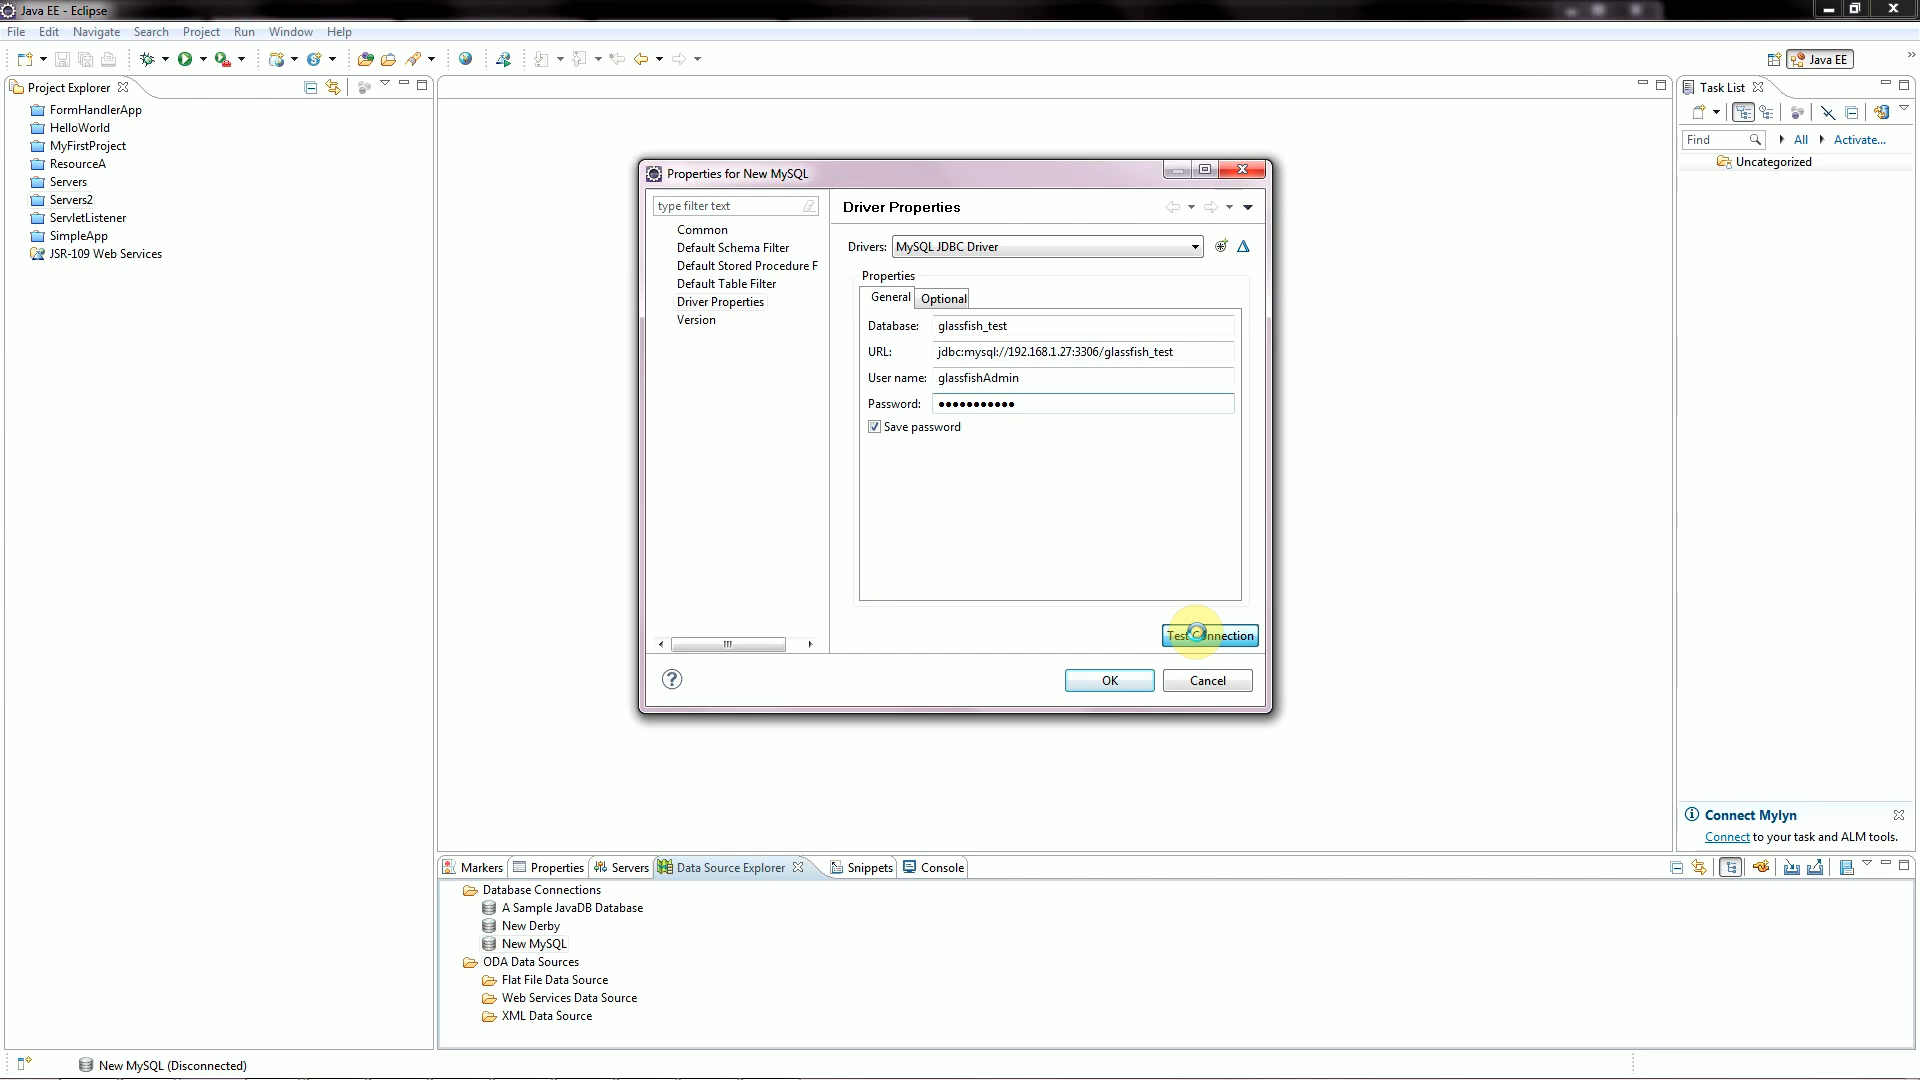 Java EE - Eclipse
File Edit Navigate Search Project Run Window Help
Java EE
Project Explorer
FormHandlerApp
HelloWorld
MyFirstProject
ResourceA
Servers
Servers2
ServletListener
SimpleApp
JSR-109 Web Services
Properties for New MySQL
type filter text
Common
Default Schema Filter
Default Stored Procedure F
Default Table Filter
Driver Properties
Version
Driver Properties
Drivers: MySQL JDBC Driver
Properties
General Optional
Database: glassfish_test
URL: jdbc:mysql://192.168.1.27:3306/glassfish_test
User name: glassfishAdmin
Password: ●●●●●●●●●●●
Save password
Test Connection
OK Cancel
Task List
Find All Activate...
Uncategorized
Connect Mylyn
Connect to your task and ALM tools.
Markers Properties Servers Data Source Explorer Snippets Console
Database Connections
A Sample JavaDB Database
New Derby
New MySQL
ODA Data Sources
Flat File Data Source
Web Services Data Source
XML Data Source
New MySQL (Disconnected)